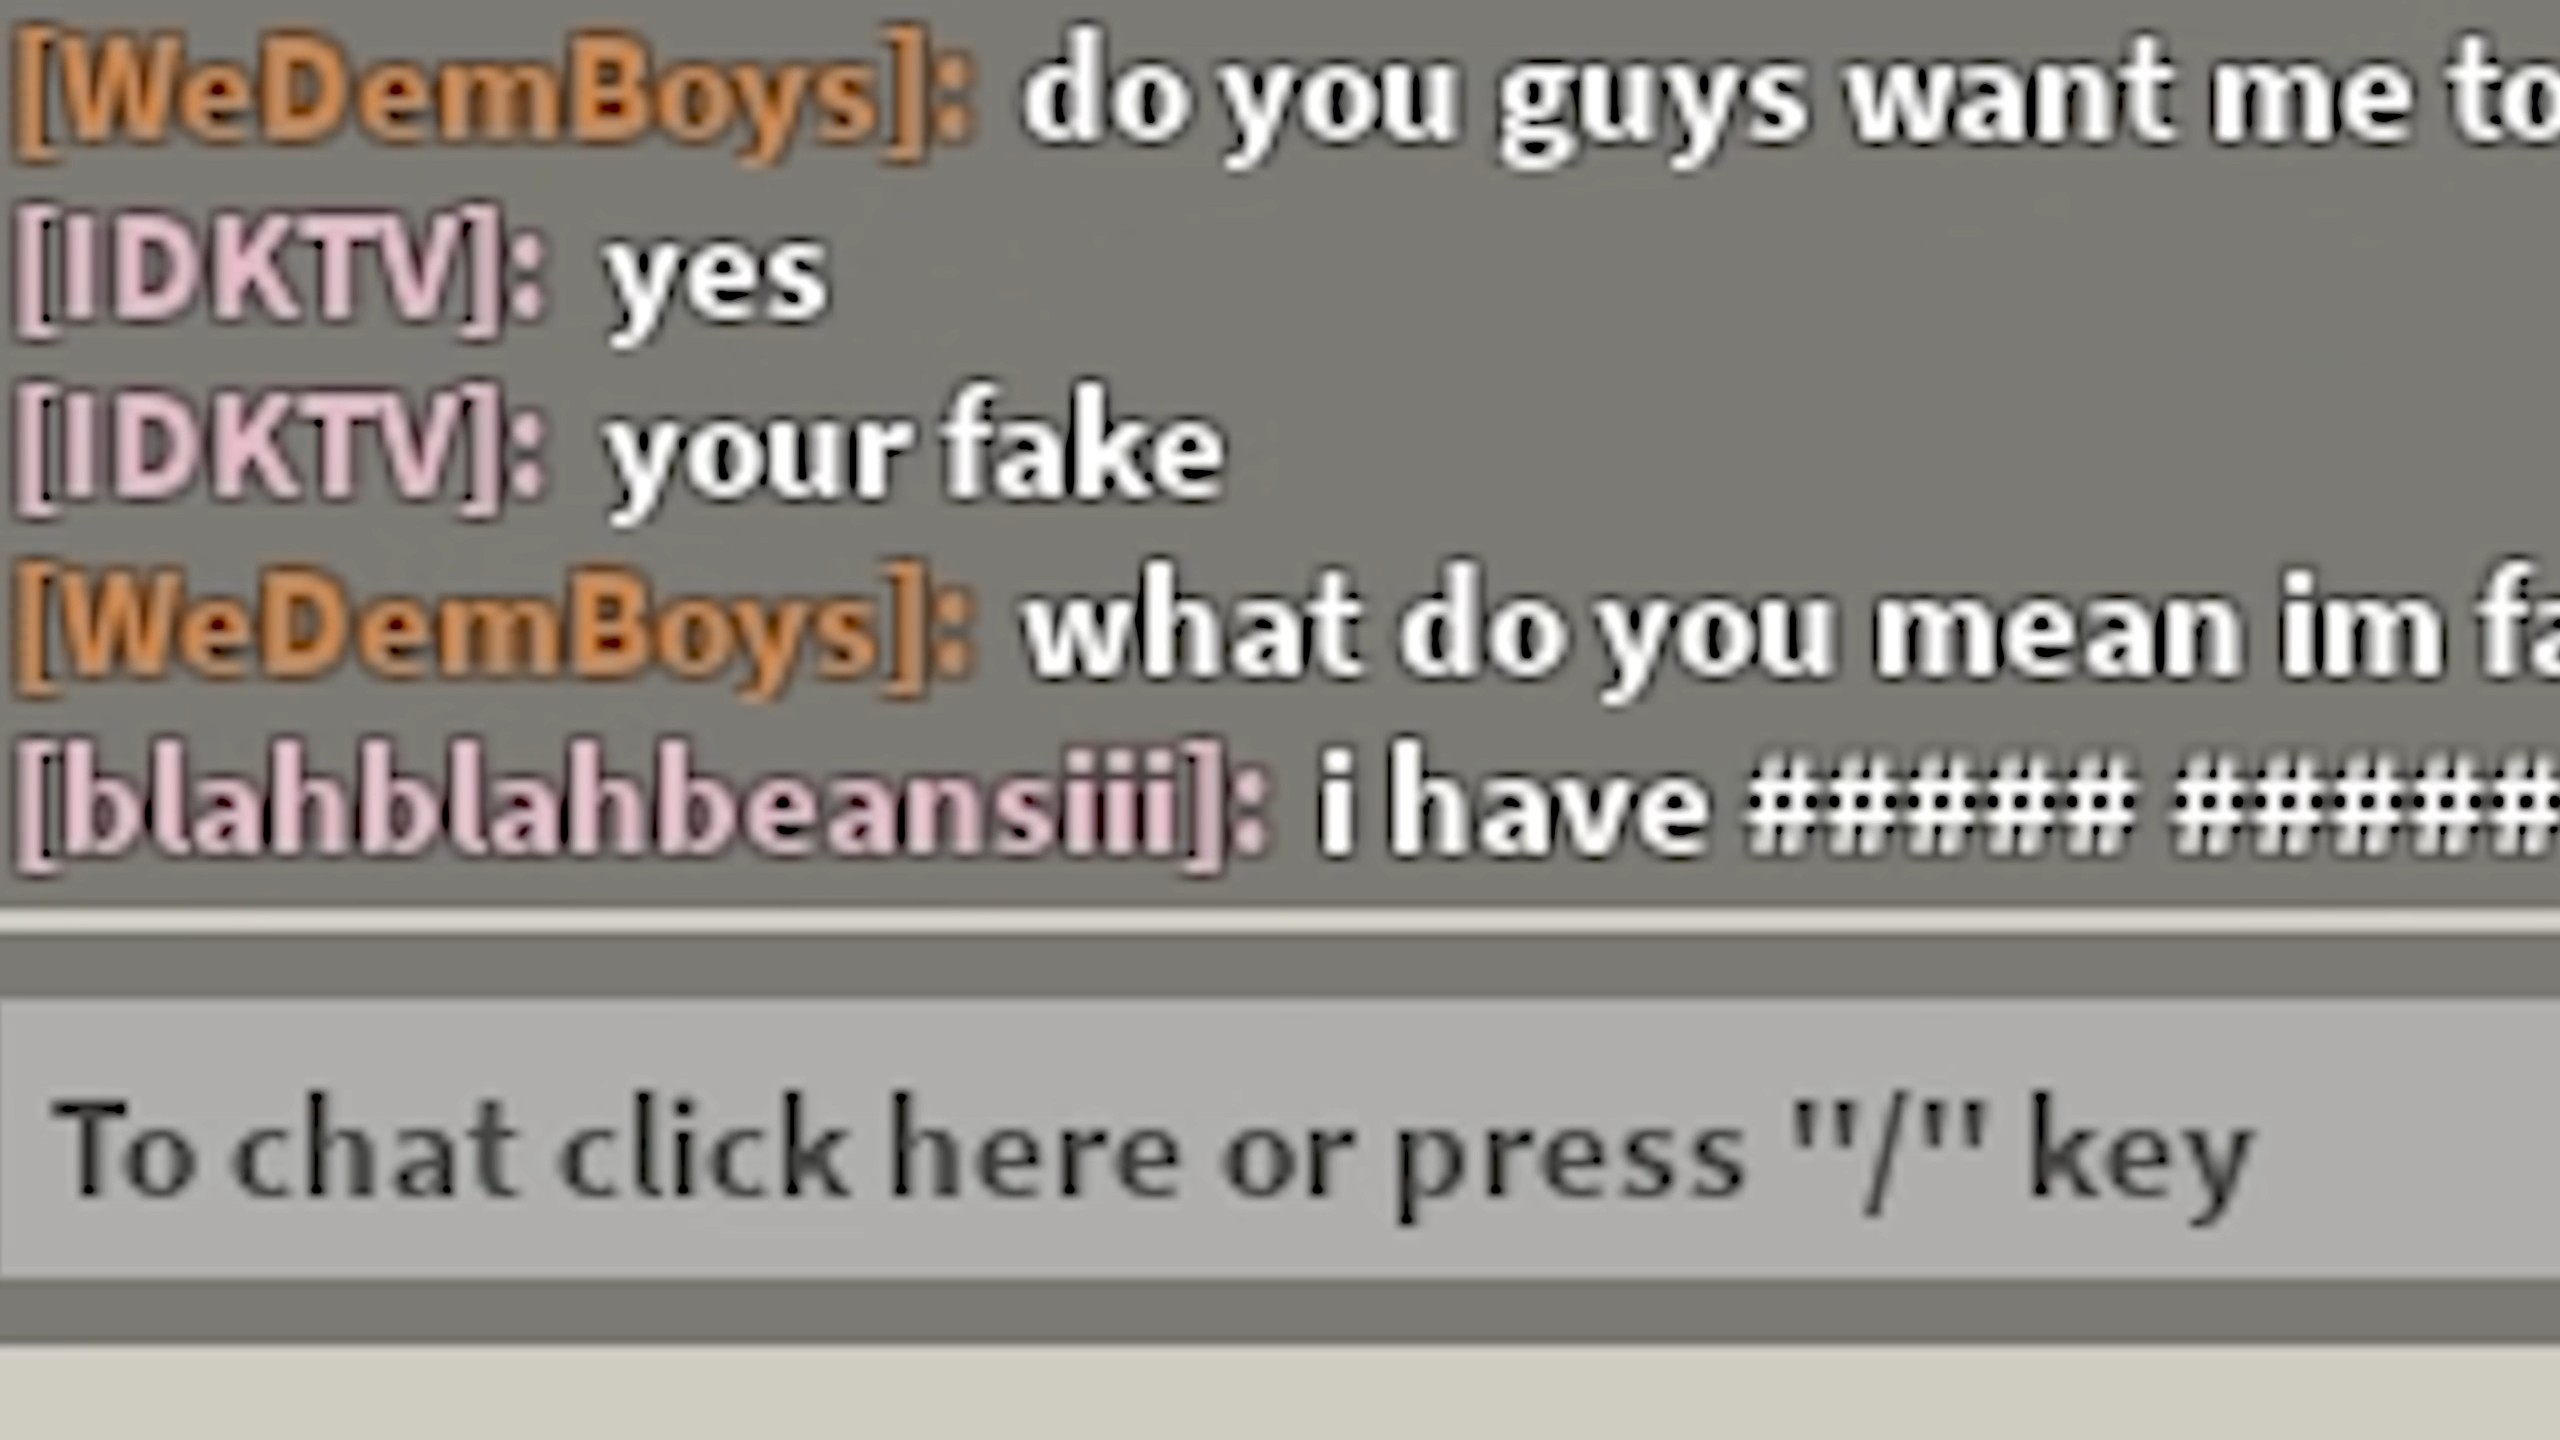 [WeDemBoys]: do you guys want me to
[IDKTV]: yes
[IDKTV]: your fake
[WeDemBoys]: what do you mean im fa
[blahblahbeansiii]: i have ##### #####
To chat click here or press "/" key